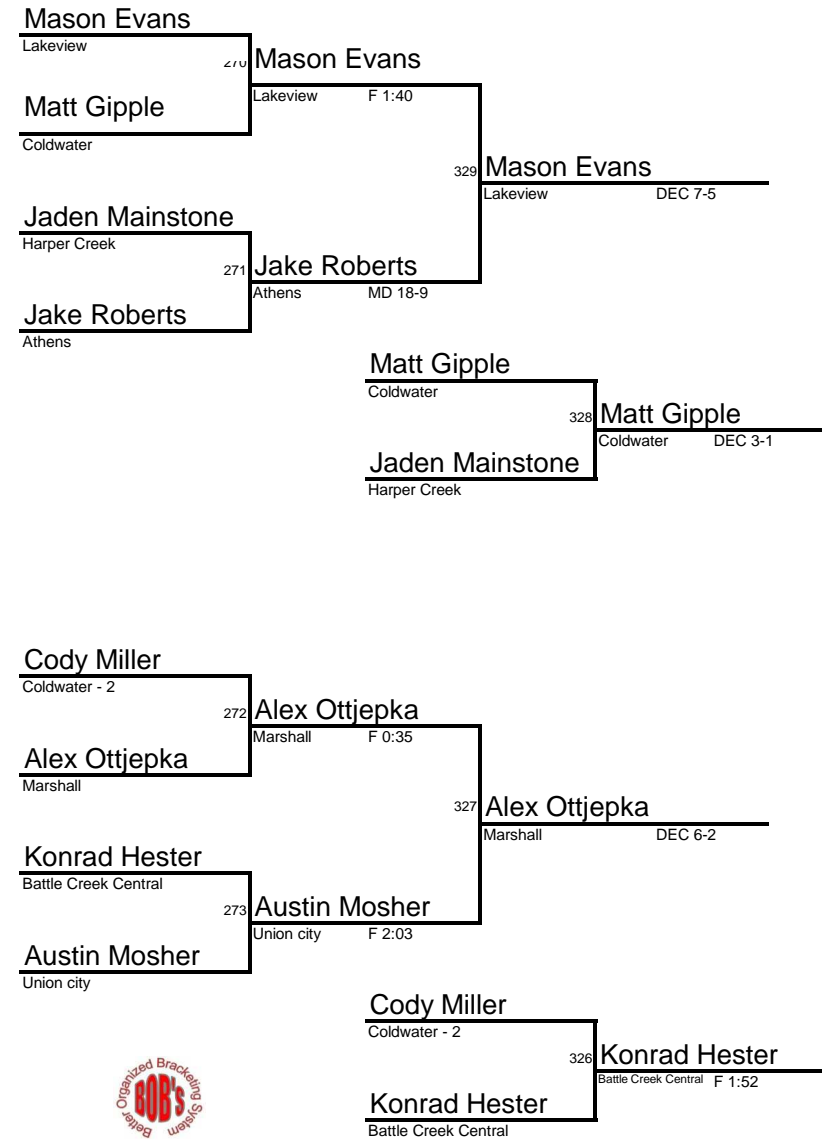 Mason Evans
Lakeview
270 Mason Evans
Lakeview F 1:40
Matt Gipple
Coldwater
329 Mason Evans
Lakeview DEC 7-5
Jaden Mainstone
Harper Creek
271 Jake Roberts
Athens MD 18-9
Jake Roberts
Athens
Matt Gipple
Coldwater
328 Matt Gipple
Coldwater DEC 3-1
Jaden Mainstone
Harper Creek
Cody Miller
Coldwater - 2
272 Alex Ottjepka
Marshall F 0:35
Alex Ottjepka
Marshall
327 Alex Ottjepka
Marshall DEC 6-2
Konrad Hester
Battle Creek Central
273 Austin Mosher
Union city F 2:03
Austin Mosher
Union city
Cody Miller
Coldwater - 2
326 Konrad Hester
Battle Creek Central F 1:52
Konrad Hester
Battle Creek Central
Better Organized Bracketing System
BOB's